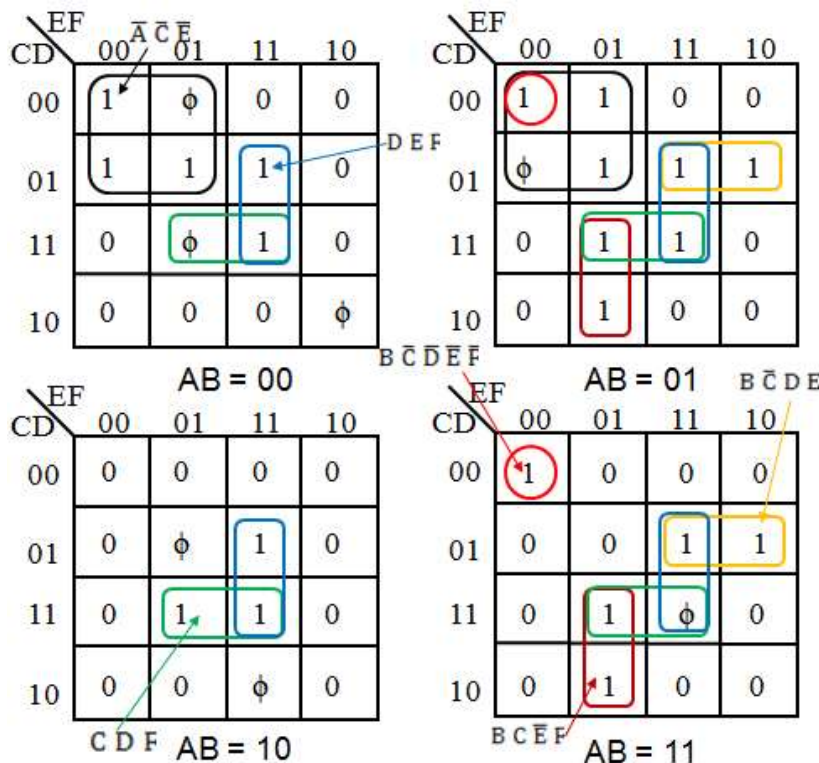 EF
A̅ C̅ E̅
CD 00 01 11 10
00 1 ϕ 0 0
01 1 1 1 0
11 0 ϕ 1 0
10 0 0 0 ϕ
AB = 00
D E F
EF
CD 00 01 11 10
00 1 1 0 0
01 ϕ 1 1 1
11 0 1 1 0
10 0 1 0 0
AB = 01
B C̅ D̅ E̅ F̅
B C̅ D E
EF
CD 00 01 11 10
00 0 0 0 0
01 0 ϕ 1 0
11 0 1 1 0
10 0 0 ϕ 0
C D F
AB = 10
EF
CD 00 01 11 10
00 1 0 0 0
01 0 0 1 1
11 0 1 ϕ 0
10 0 1 0 0
B C E̅ F
AB = 11